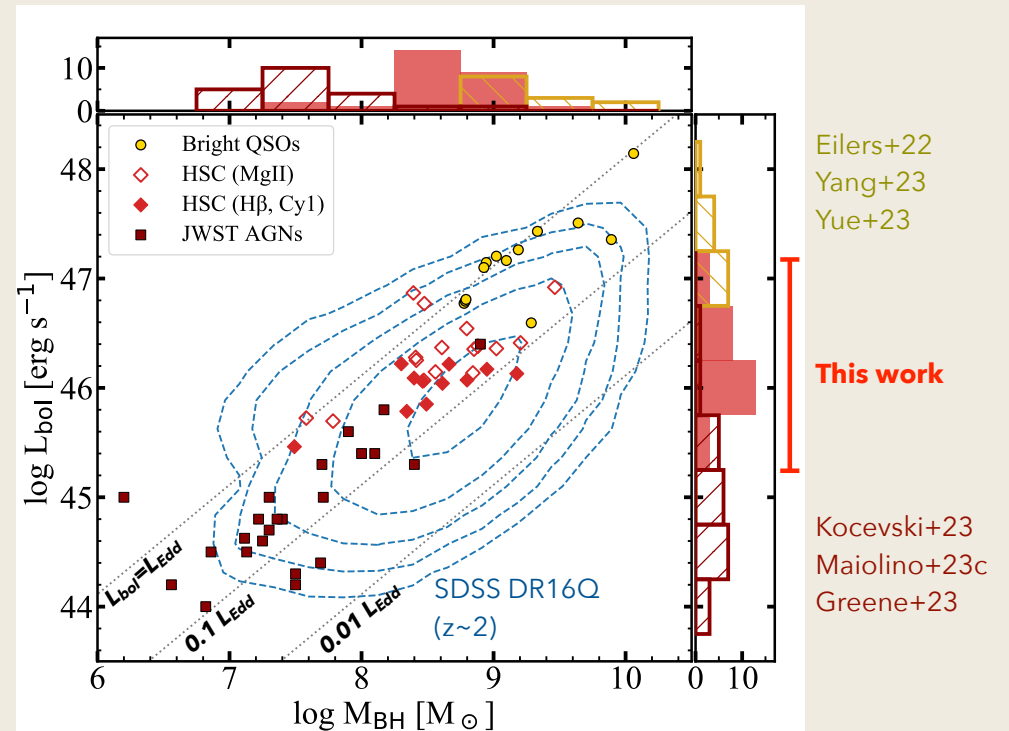 10
0
Bright QSOs
HSC (MgII)
HSC (Hβ, Cy1)
JWST AGNs
48
47
46
45
44
log L_bol [erg s⁻¹]
L_bol=L_Edd
0.1 L_Edd
0.01 L_Edd
SDSS DR16Q
(z~2)
6 7 8 9 10
0 10
log M_BH [M_⊙]
Eilers+22
Yang+23
Yue+23
This work
Kocevski+23
Maiolino+23c
Greene+23